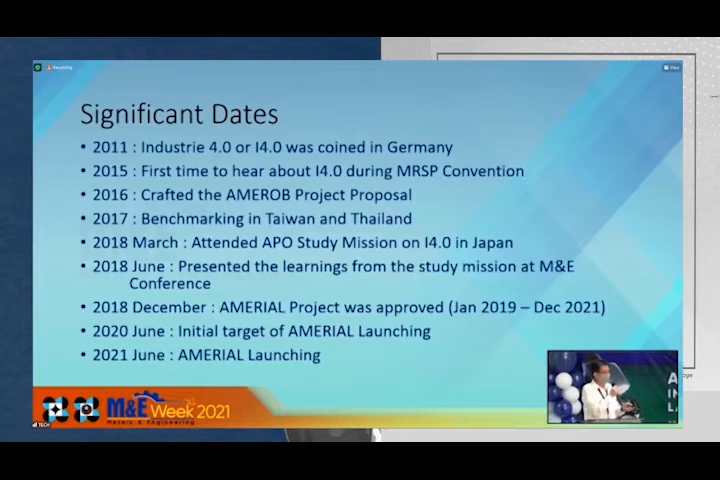 Recording
View
Significant Dates
• 2011 : Industrie 4.0 or I4.0 was coined in Germany
• 2015 : First time to hear about I4.0 during MRSP Convention
• 2016 : Crafted the AMEROB Project Proposal
• 2017 : Benchmarking in Taiwan and Thailand
• 2018 March : Attended APO Study Mission on I4.0 in Japan
• 2018 June : Presented the learnings from the study mission at M&E
Conference
• 2018 December : AMERIAL Project was approved (Jan 2019 – Dec 2021)
• 2020 June : Initial target of AMERIAL Launching
• 2021 June : AMERIAL Launching
M&E Week 2021
Metals & Engineering
TECH